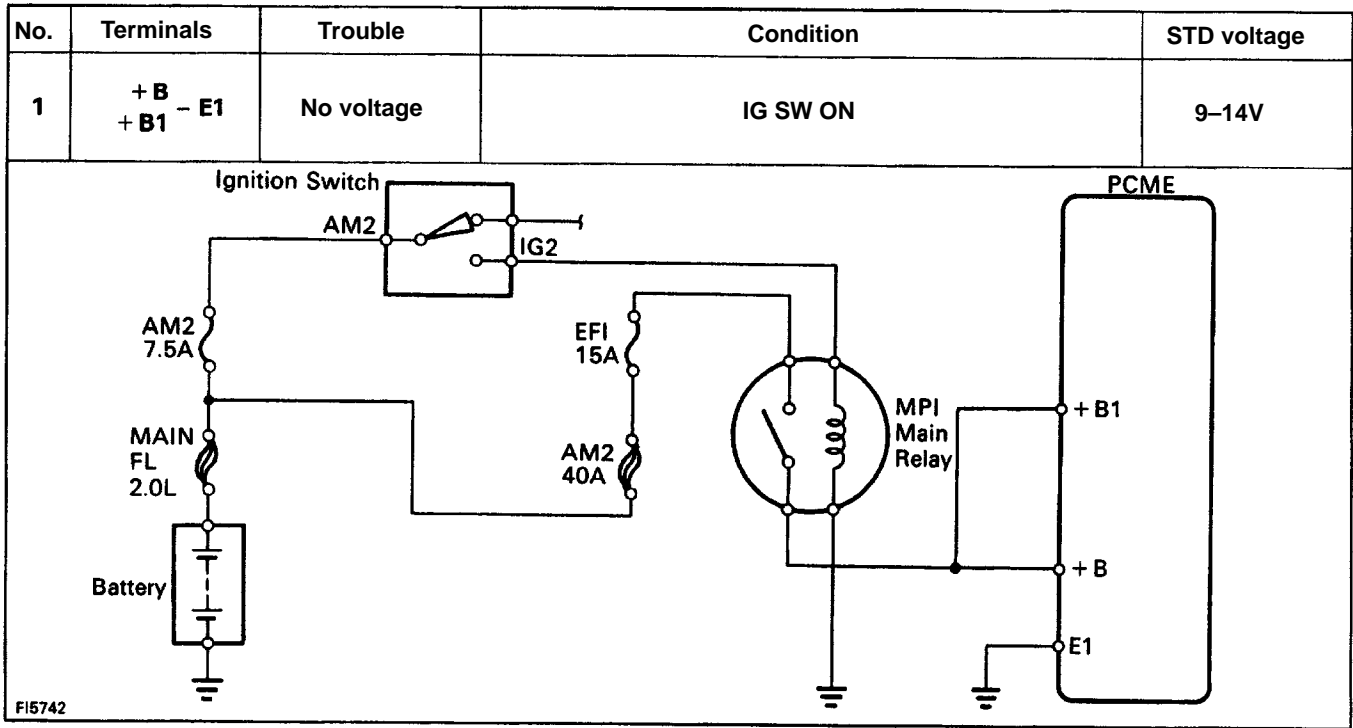 No. Terminals Trouble Condition STD voltage
1 + B + B1 – E1 No voltage IG SW ON 9–14V
Ignition Switch
PCME
AM2
IG2
AM2
7.5A
EFI
15A
MAIN
FL
2.0L
AM2
40A
MPI
Main
Relay
+ B1
Battery
+ B
E1
FI5742